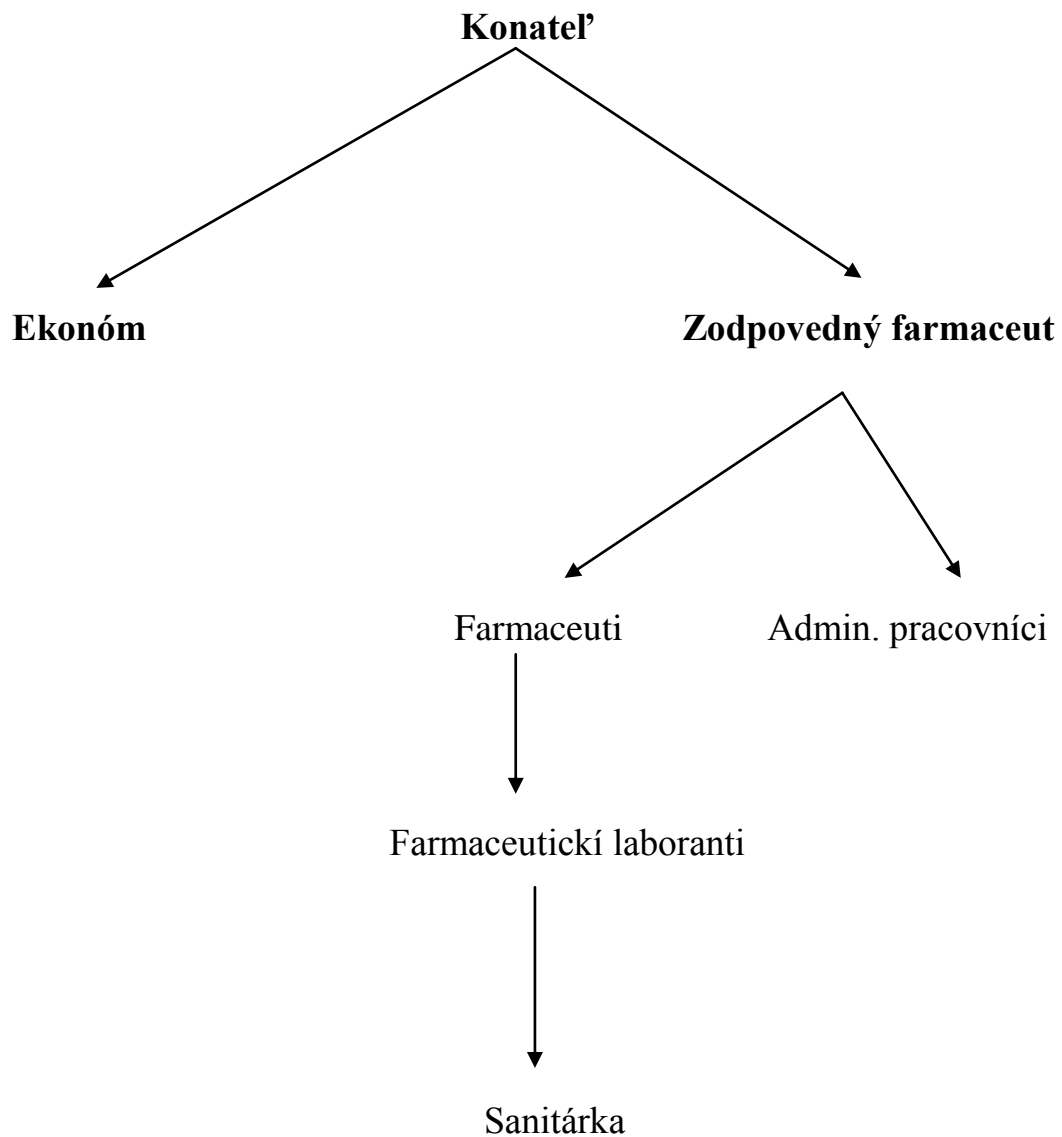 Konateľ
Ekonóm
Zodpovedný farmaceut
Farmaceuti
Admin. pracovníci
Farmaceutickí laboranti
Sanitárka